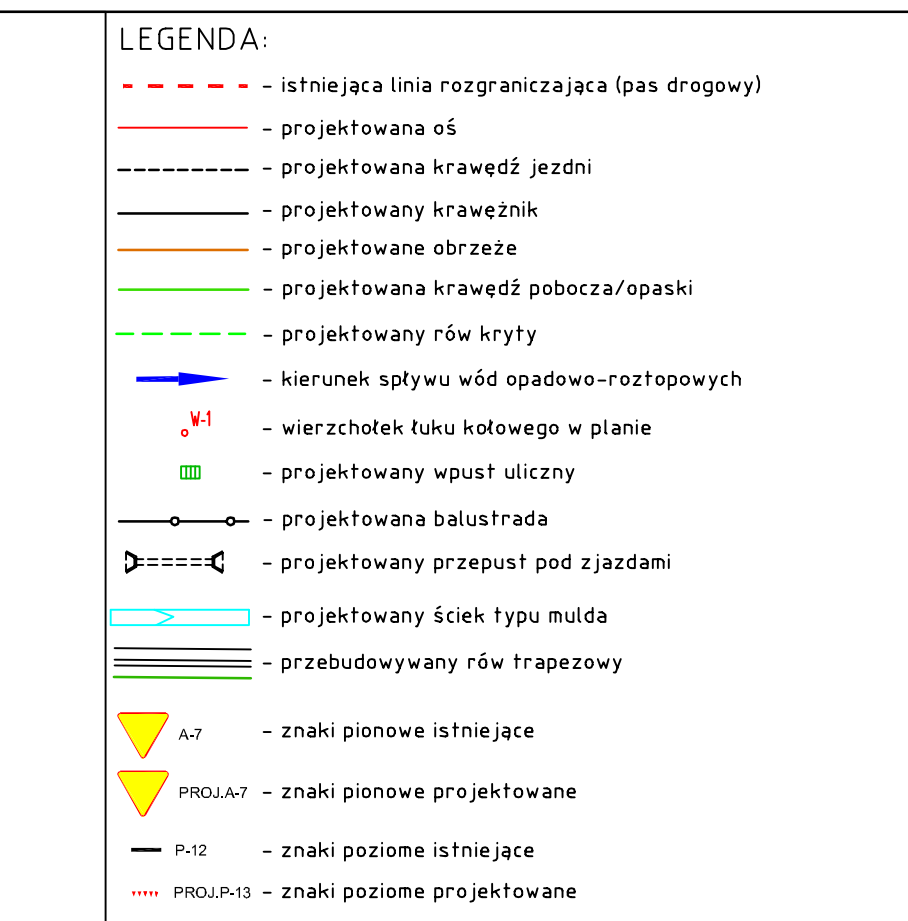 LEGENDA:
- istniejąca linia rozgraniczająca (pas drogowy)
- projektowana oś
- projektowana krawędź jezdni
- projektowany krawężnik
- projektowane obrzeże
- projektowana krawędź pobocza/opaski
- projektowany rów kryty
- kierunek spływu wód opadowo-roztopowych
W-1 - wierzchołek łuku kołowego w planie
- projektowany wpust uliczny
- projektowana balustrada
- projektowany przepust pod zjazdami
- projektowany ściek typu mulda
- przebudowywany rów trapezowy
A-7 - znaki pionowe istniejące
PROJ.A-7 - znaki pionowe projektowane
P-12 - znaki poziome istniejące
PROJ.P-13 - znaki poziome projektowane